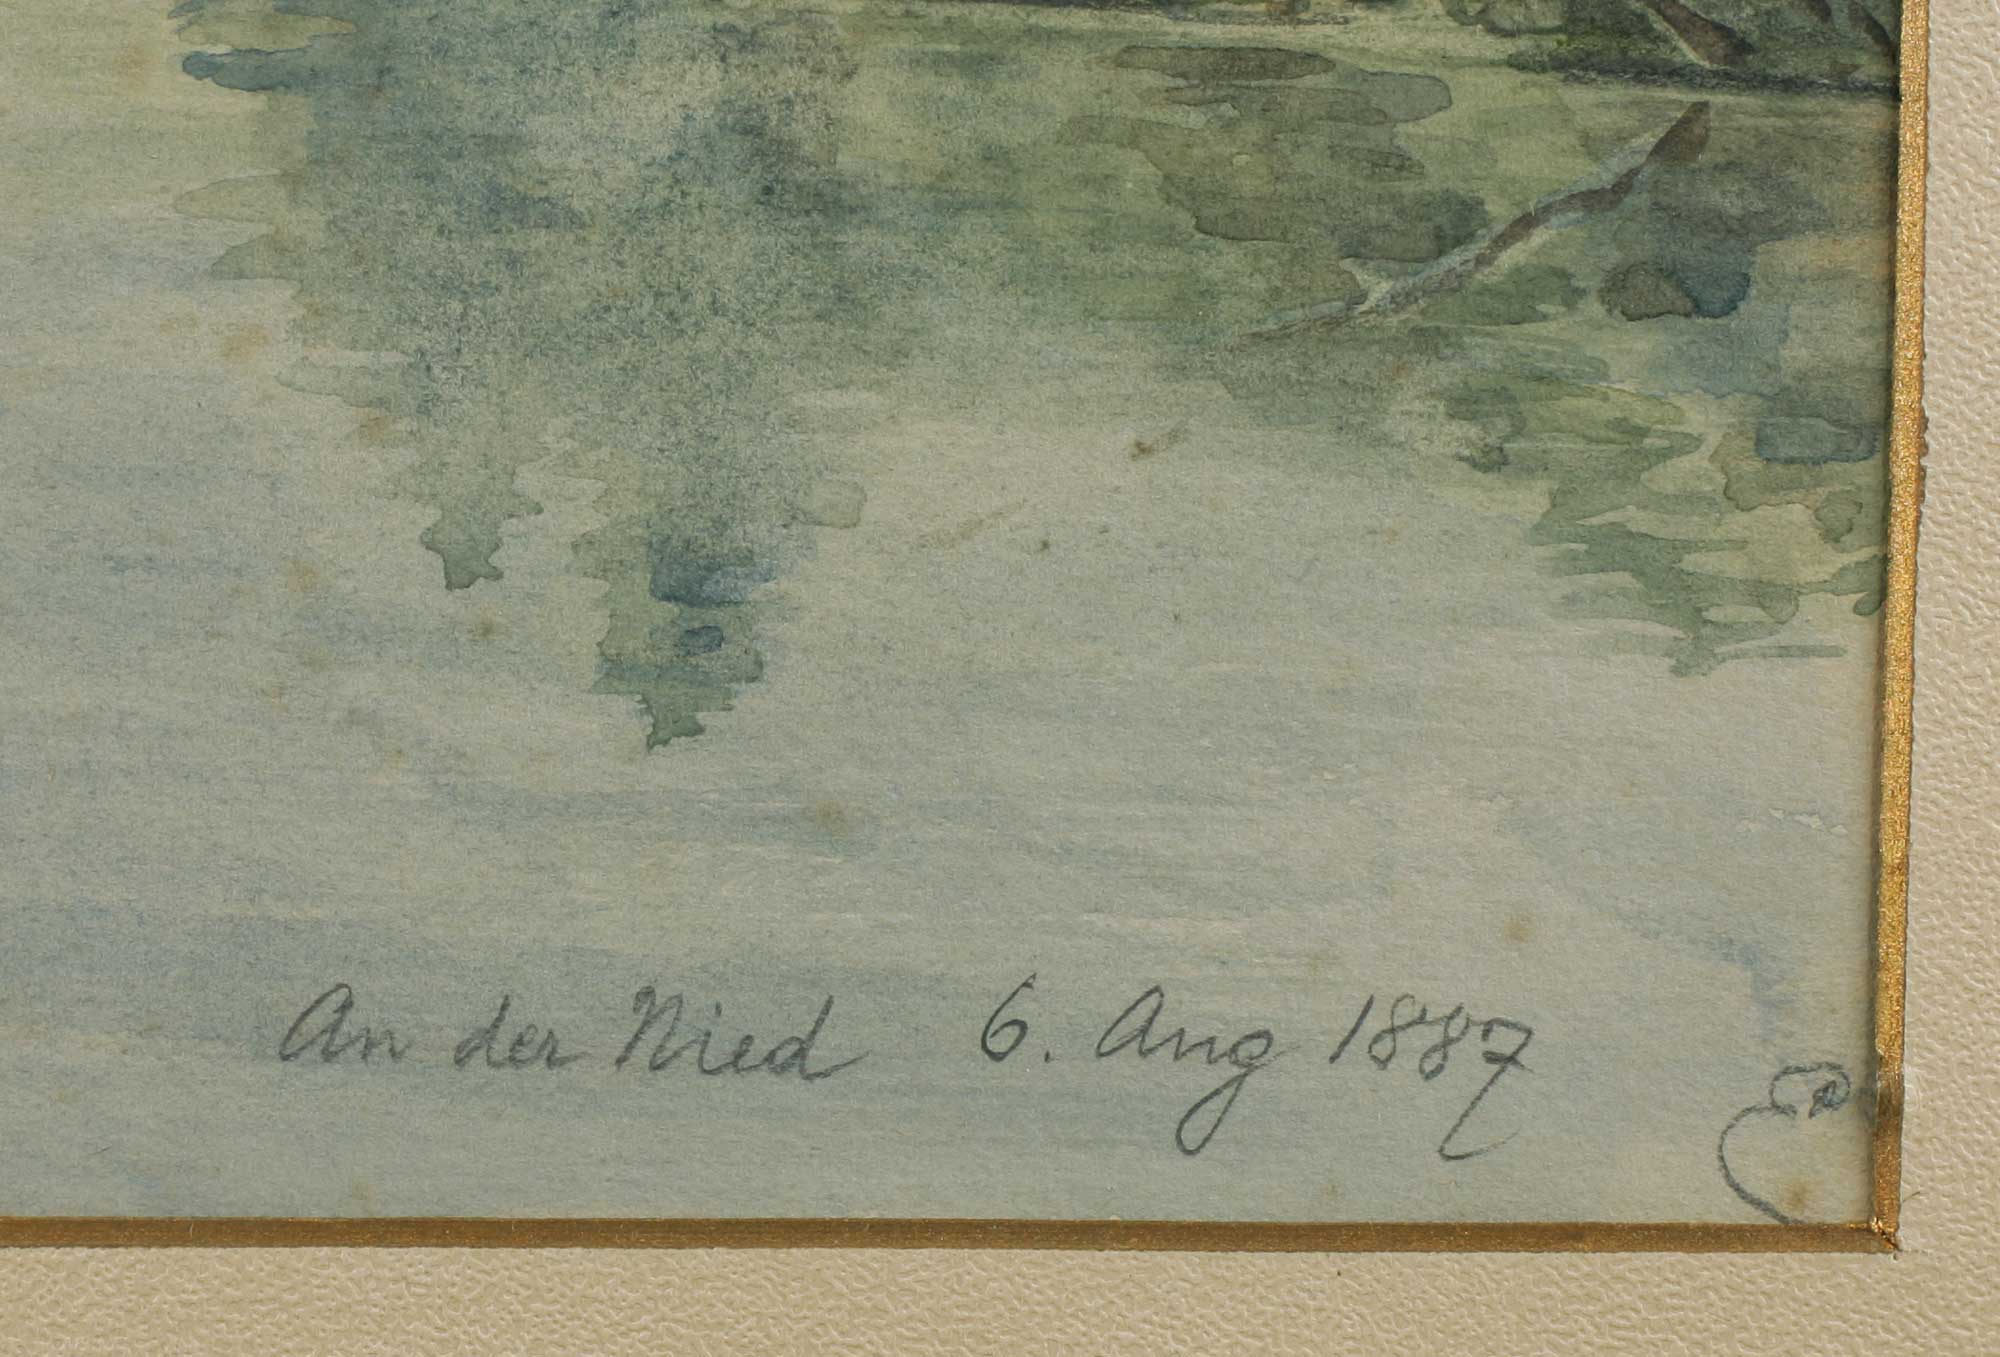 An der Nied 6. Aug 1887